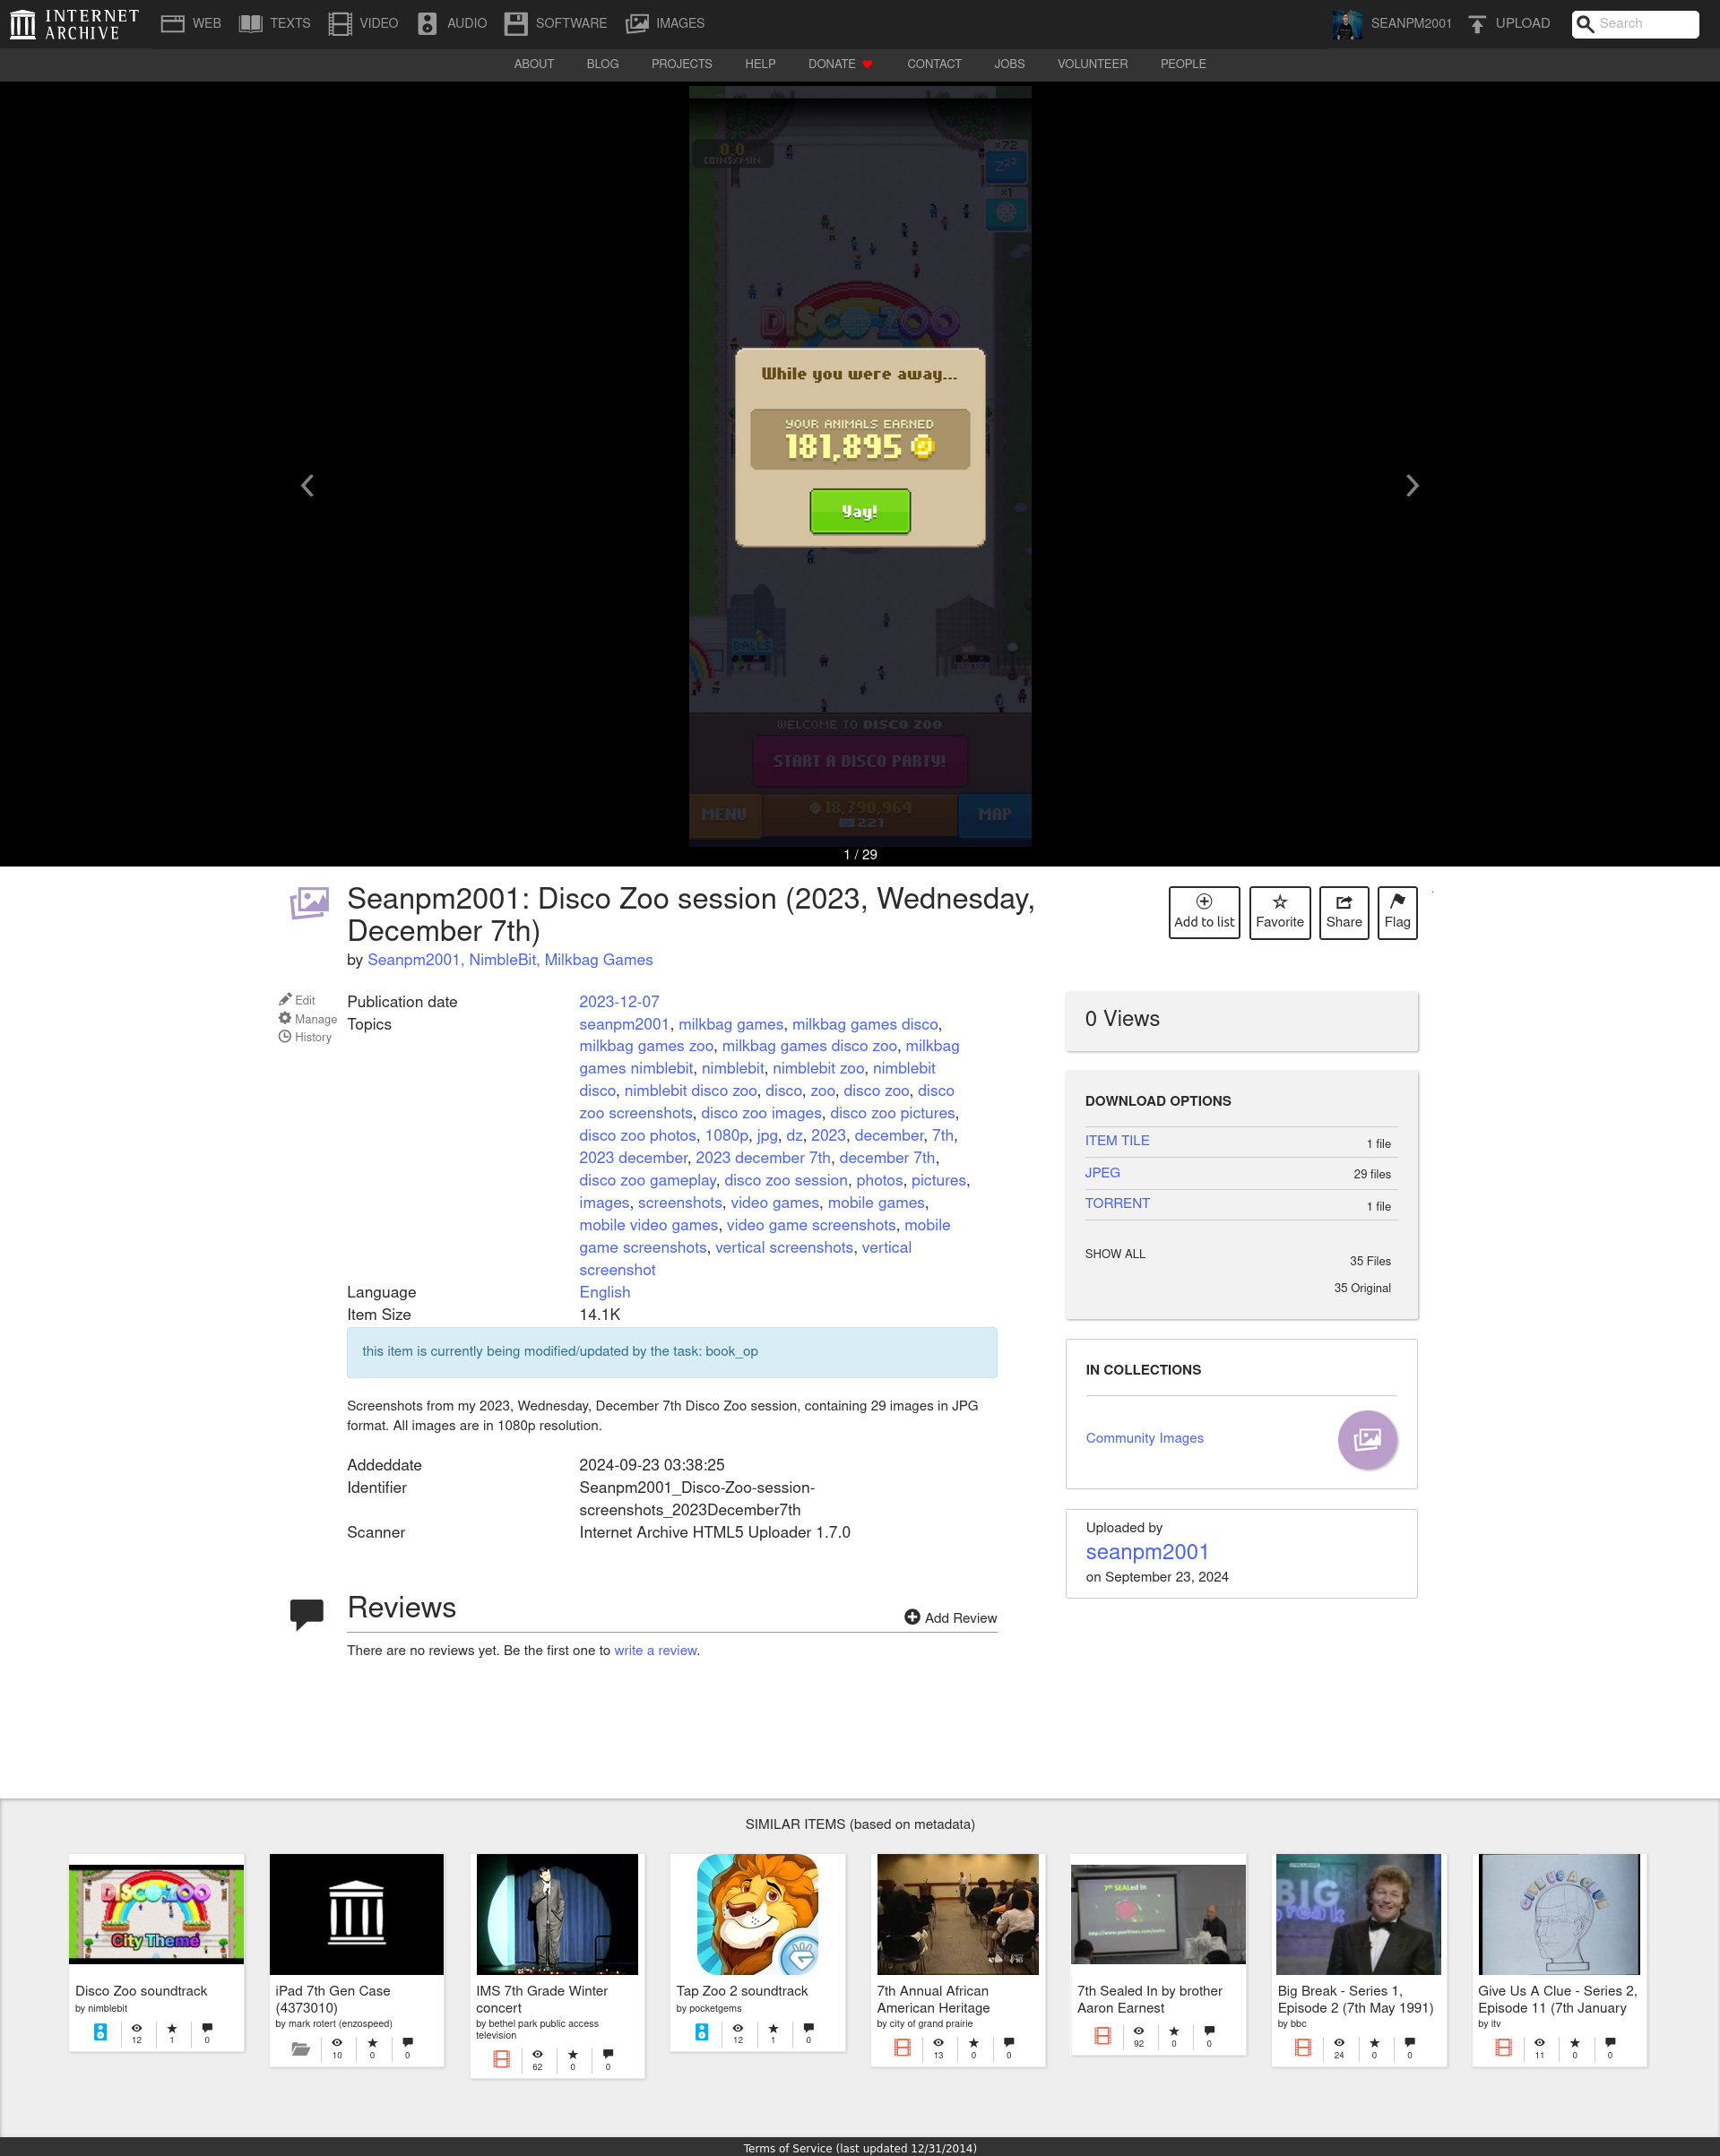 INTERNET ARCHIVE
WEB TEXTS VIDEO AUDIO SOFTWARE IMAGES SEANPM2001 UPLOAD Search
ABOUT BLOG PROJECTS HELP DONATE CONTACT JOBS VOLUNTEER PEOPLE
0.0
COINS/MIN
x72
zzz
x1
DISCO ZOO
While you were away...
YOUR ANIMALS EARNED
181,895
Yay!
BALLS
WELCOME TO DISCO ZOO
START A DISCO PARTY!
MENU 18,790,964 MAP
221
1 / 29
Seanpm2001: Disco Zoo session (2023, Wednesday,
December 7th)
by Seanpm2001, NimbleBit, Milkbag Games
Add to list Favorite Share Flag
Edit
Manage
History
Publication date 2023-12-07
Topics seanpm2001, milkbag games, milkbag games disco,
milkbag games zoo, milkbag games disco zoo, milkbag
games nimblebit, nimblebit, nimblebit zoo, nimblebit
disco, nimblebit disco zoo, disco, zoo, disco zoo, disco
zoo screenshots, disco zoo images, disco zoo pictures,
disco zoo photos, 1080p, jpg, dz, 2023, december, 7th,
2023 december, 2023 december 7th, december 7th,
disco zoo gameplay, disco zoo session, photos, pictures,
images, screenshots, video games, mobile games,
mobile video games, video game screenshots, mobile
game screenshots, vertical screenshots, vertical
screenshot
Language English
Item Size 14.1K
this item is currently being modified/updated by the task: book_op
Screenshots from my 2023, Wednesday, December 7th Disco Zoo session, containing 29 images in JPG
format. All images are in 1080p resolution.
Addeddate 2024-09-23 03:38:25
Identifier Seanpm2001_Disco-Zoo-session-
screenshots_2023December7th
Scanner Internet Archive HTML5 Uploader 1.7.0
Reviews
Add Review
There are no reviews yet. Be the first one to write a review.
0 Views
DOWNLOAD OPTIONS
ITEM TILE 1 file
JPEG 29 files
TORRENT 1 file
SHOW ALL 35 Files
35 Original
IN COLLECTIONS
Community Images
Uploaded by
seanpm2001
on September 23, 2024
SIMILAR ITEMS (based on metadata)
DISCO ZOO
City Theme
Disco Zoo soundtrack
by nimblebit
12 1 0
iPad 7th Gen Case
(4373010)
by mark rotert (enzospeed)
10 0 0
IMS 7th Grade Winter
concert
by bethel park public access
television
62 0 0
Tap Zoo 2 soundtrack
by pocketgems
12 1 0
7th Annual African
American Heritage
by city of grand prairie
13 0 0
7th SEALed In
7th Sealed In by brother
Aaron Earnest
92 0 0
BIG
Break
Big Break - Series 1,
Episode 2 (7th May 1991)
by bbc
24 0 0
GIVE US A CLUE
Give Us A Clue - Series 2,
Episode 11 (7th January
by itv
11 0 0
Terms of Service (last updated 12/31/2014)